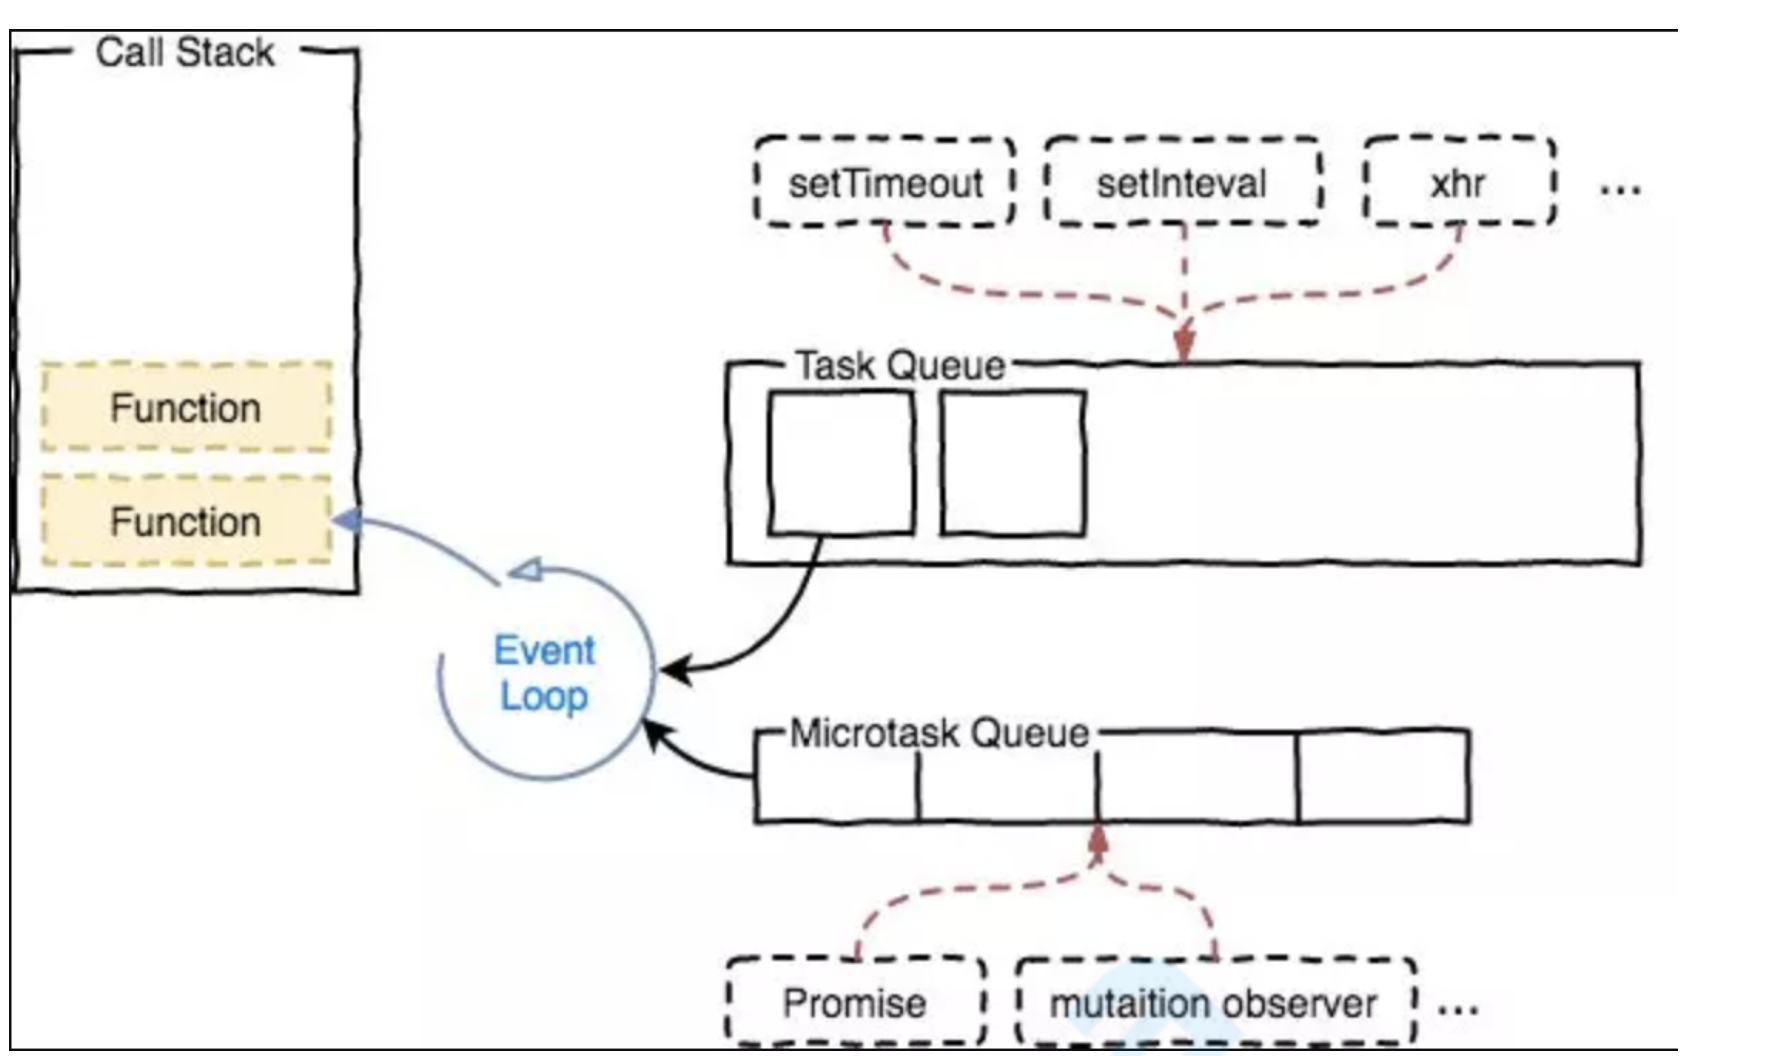 Call Stack
setTimeout
setInteval
xhr
...
Task Queue
Function
Function
Event
Loop
Microtask Queue
Promise
mutaition observer
...